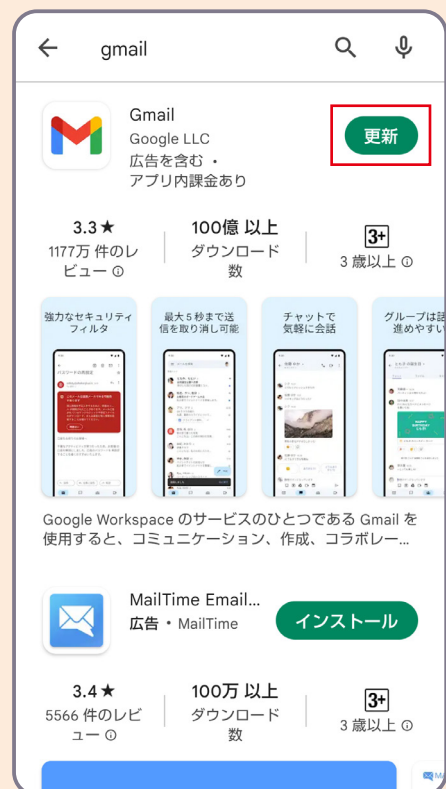 gmail
Gmail
Google LLC
広告を含む・
アプリ内課金あり
更新
3.3★
1177万 件のレ
ビュー
100億 以上
ダウンロード
数
3+
3 歳以上
強力なセキュリティ
フィルタ
最大 5 秒まで送
信を取り消し可能
チャットで
気軽に会話
グループは話
進めやすい
Google Workspace のサービスのひとつである Gmail を
使用すると、コミュニケーション、作成、コラボレー...
MailTime Email...
広告 • MailTime
インストール
3.4★
5566 件のレビ
ュー
100万 以上
ダウンロード
数
3+
3 歳以上